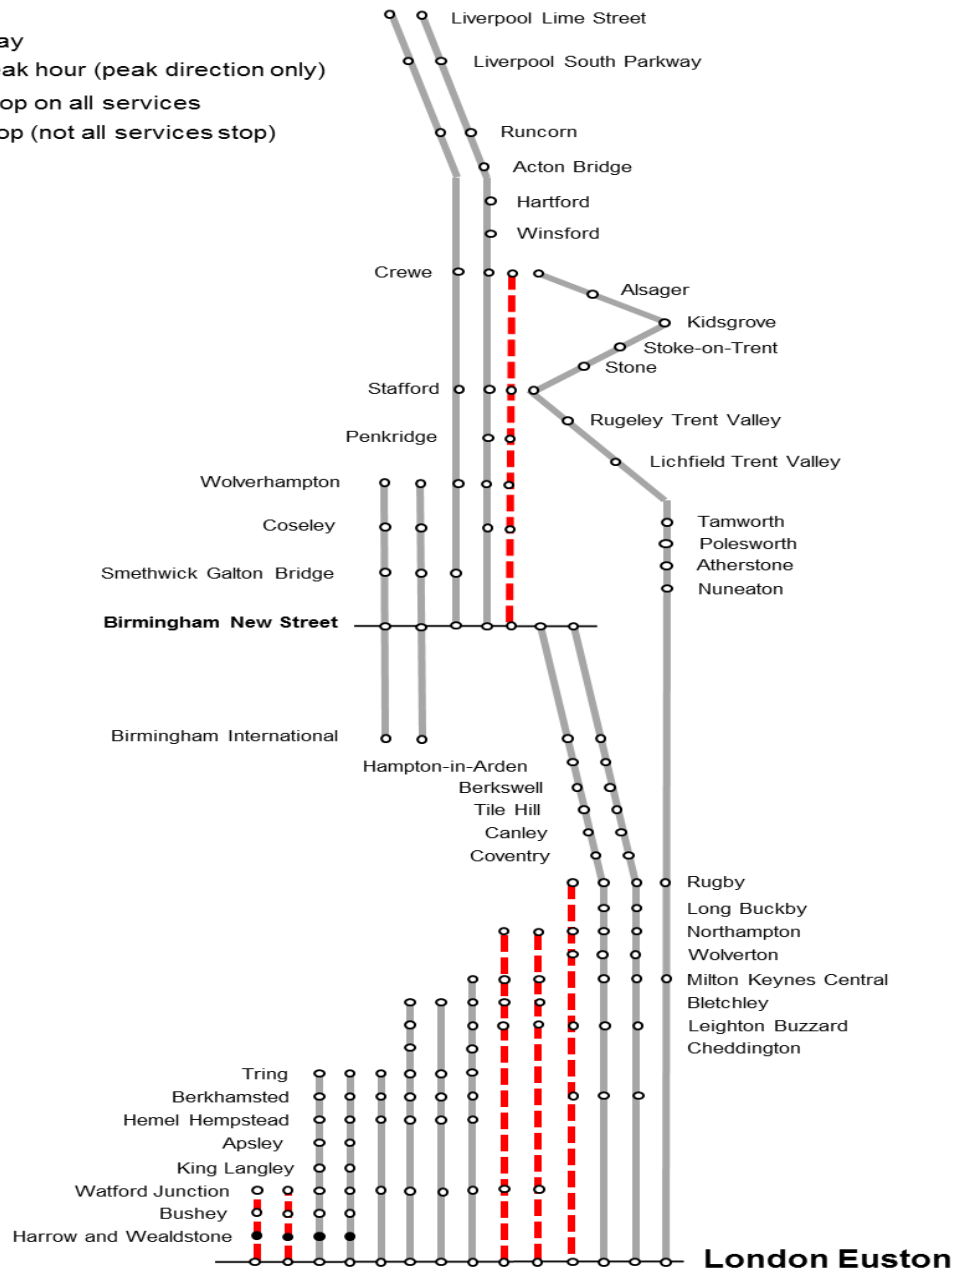 Liverpool Lime Street
ay
Liverpool South Parkway
eak hour (peak direction only)
op on all services
op (not all services stop)
Runcorn
Acton Bridge
Hartford
Winsford
Crewe
Alsager
Kidsgrove
Stoke-on-Trent
Stone
Stafford
Rugeley Trent Valley
Penkridge
Lichfield Trent Valley
Wolverhampton
Tamworth
Coseley
Polesworth
Atherstone
Smethwick Galton Bridge
Nuneaton
Birmingham New Street
Birmingham International
Hampton-in-Arden
Berkswell
Tile Hill
Canley
Coventry
Rugby
Long Buckby
Northampton
Wolverton
Milton Keynes Central
Bletchley
Leighton Buzzard
Cheddington
Tring
Berkhamsted
Hemel Hempstead
Apsley
King Langley
Watford Junction
Bushey
Harrow and Wealdstone
London Euston